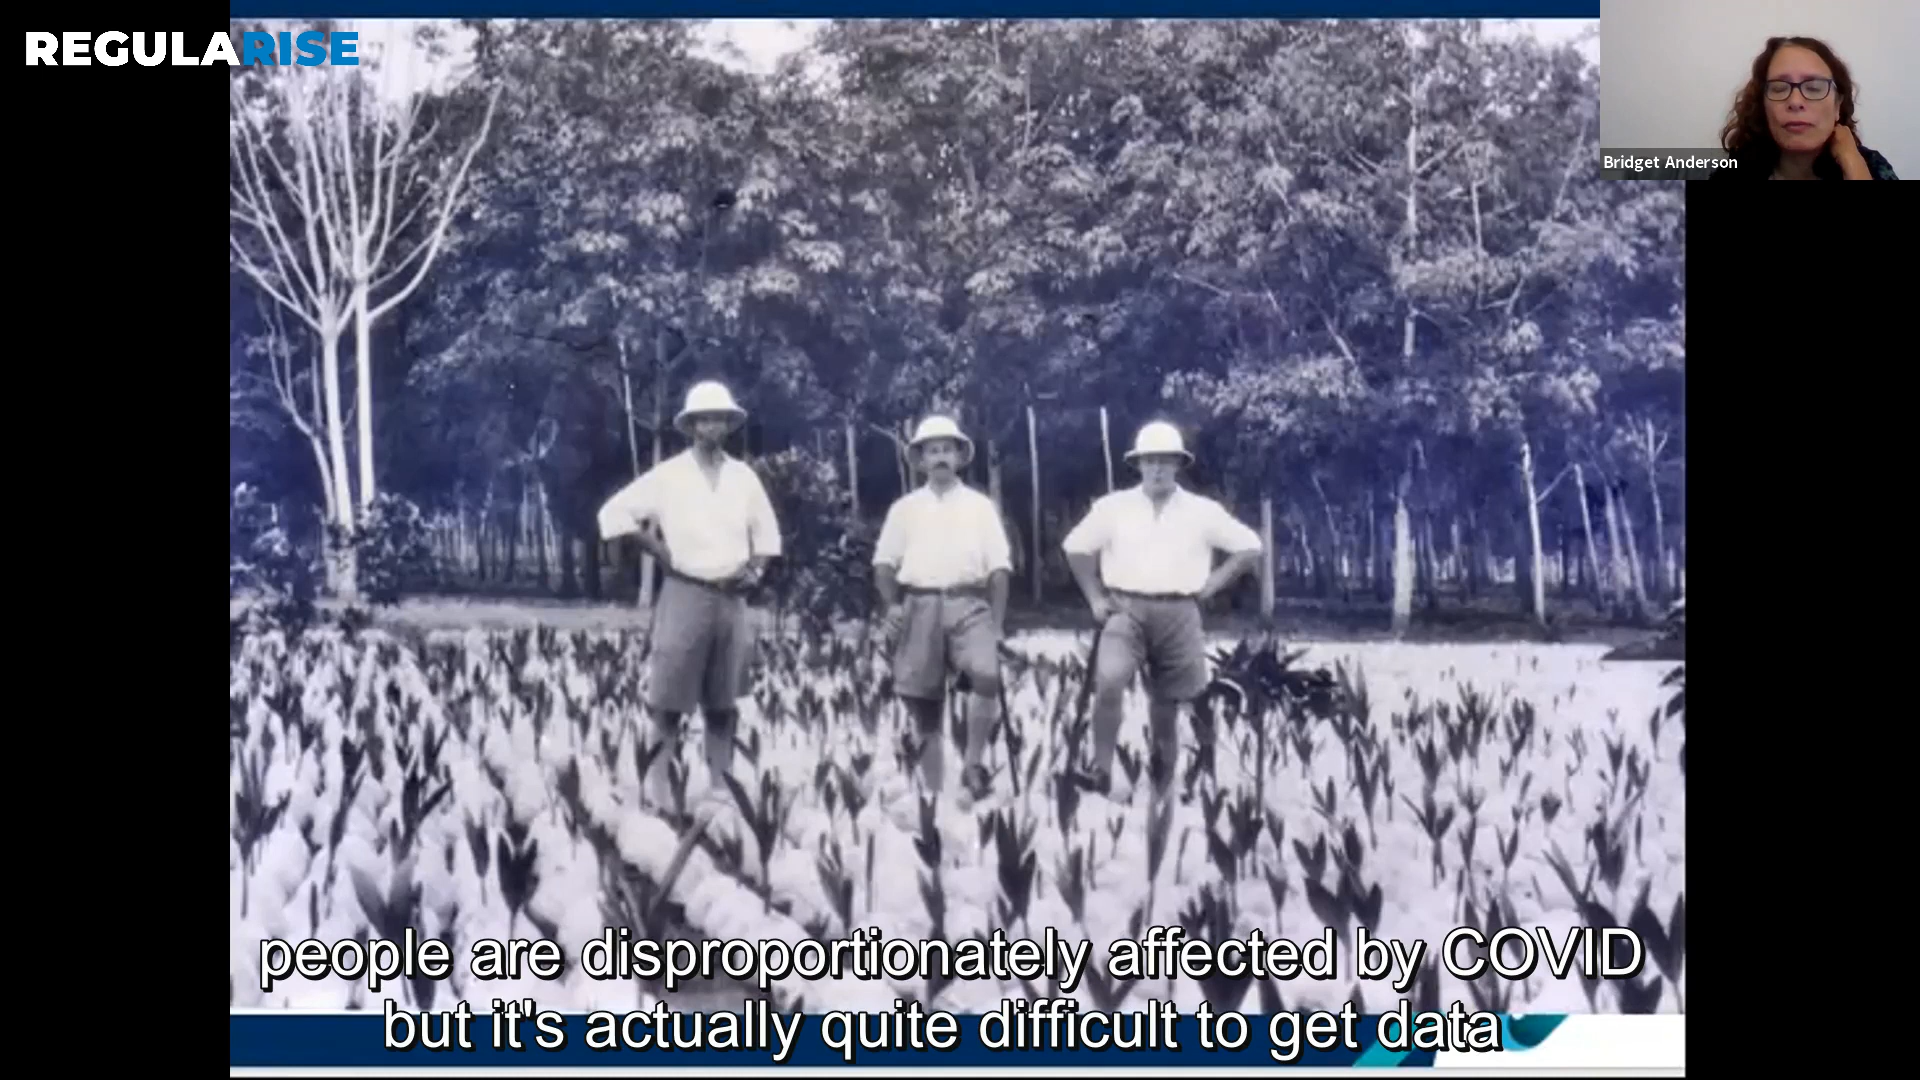 REGULARISE
Bridget Anderson
people are disproportionately affected by COVID
but it's actually quite difficult to get data